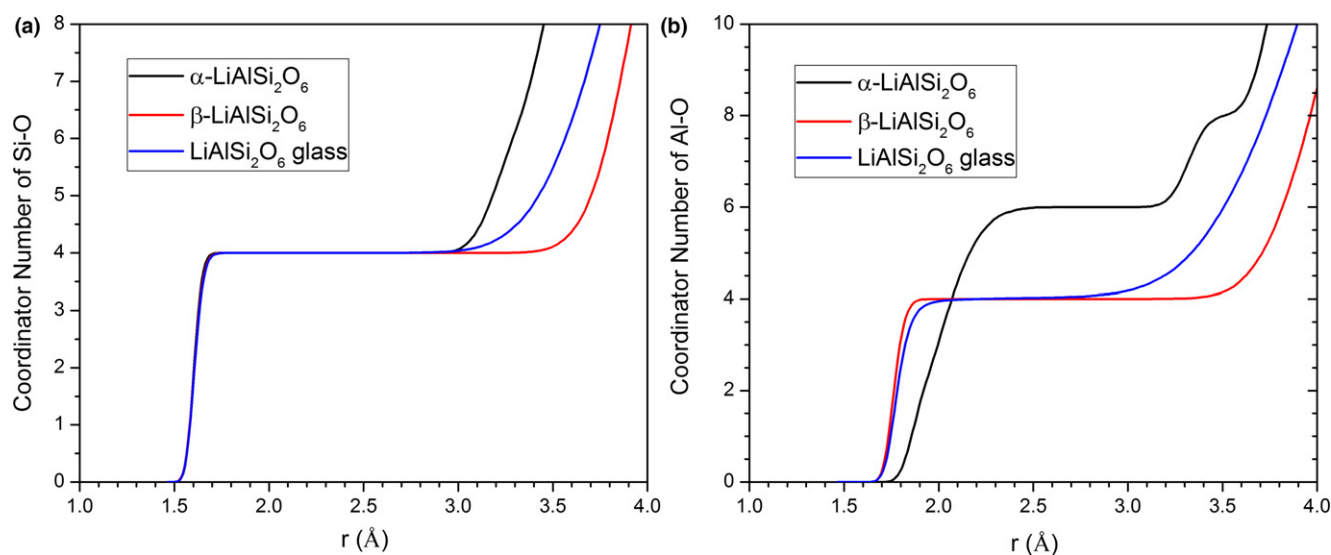 (a)
8
7
6
5
4
3
2
1
0
Coordinator Number of Si-O
α-LiAlSi₂O₆
β-LiAlSi₂O₆
LiAlSi₂O₆ glass
1.0 1.5 2.0 2.5 3.0 3.5 4.0
r (Å)
(b)
10
8
6
4
2
0
Coordinator Number of Al-O
α-LiAlSi₂O₆
β-LiAlSi₂O₆
LiAlSi₂O₆ glass
1.0 1.5 2.0 2.5 3.0 3.5 4.0
r (Å)